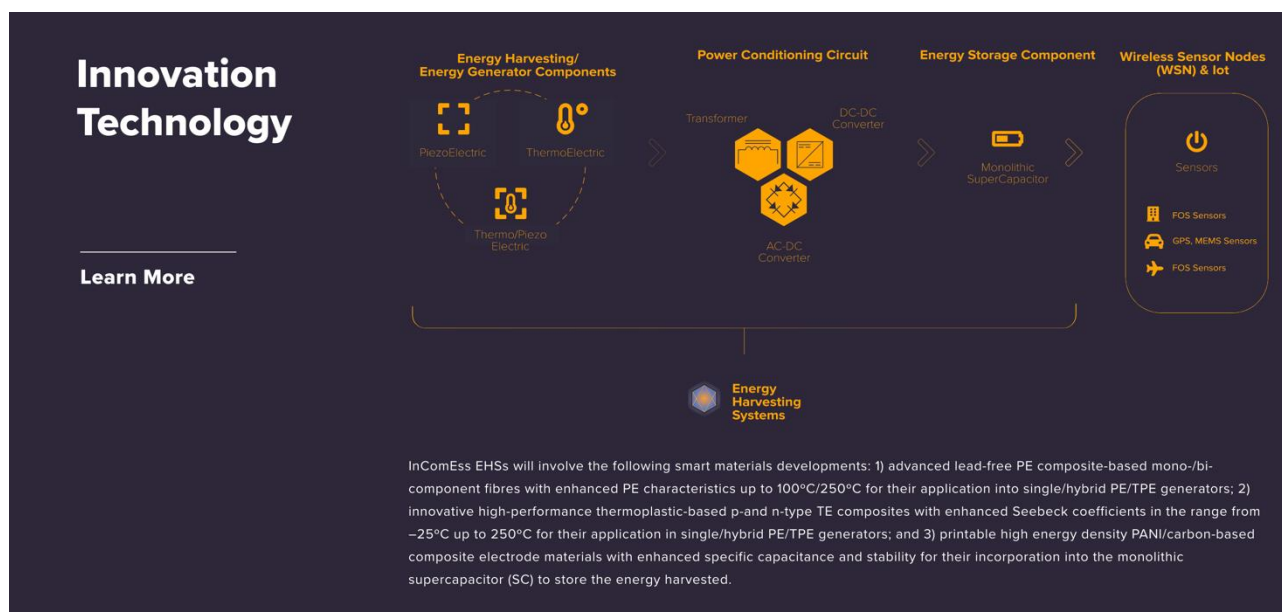 Innovation
Technology
Learn More
Energy Harvesting/
Energy Generator Components
PiezoElectric
ThermoElectric
Thermo/Piezo
Electric
Power Conditioning Circuit
Transformer
DC-DC
Converter
AC-DC
Converter
Energy Storage Component
Monolithic
SuperCapacitor
Wireless Sensor Nodes
(WSN) & Iot
Sensors
FOS Sensors
GPS, MEMS Sensors
FOS Sensors
Energy
Harvesting
Systems
InComEss EHSs will involve the following smart materials developments: 1) advanced lead-free PE composite-based mono-/bi-
component fibres with enhanced PE characteristics up to 100ºC/250ºC for their application into single/hybrid PE/TPE generators; 2)
innovative high-performance thermoplastic-based p-and n-type TE composites with enhanced Seebeck coefficients in the range from
–25ºC up to 250ºC for their application in single/hybrid PE/TPE generators; and 3) printable high energy density PANI/carbon-based
composite electrode materials with enhanced specific capacitance and stability for their incorporation into the monolithic
supercapacitor (SC) to store the energy harvested.